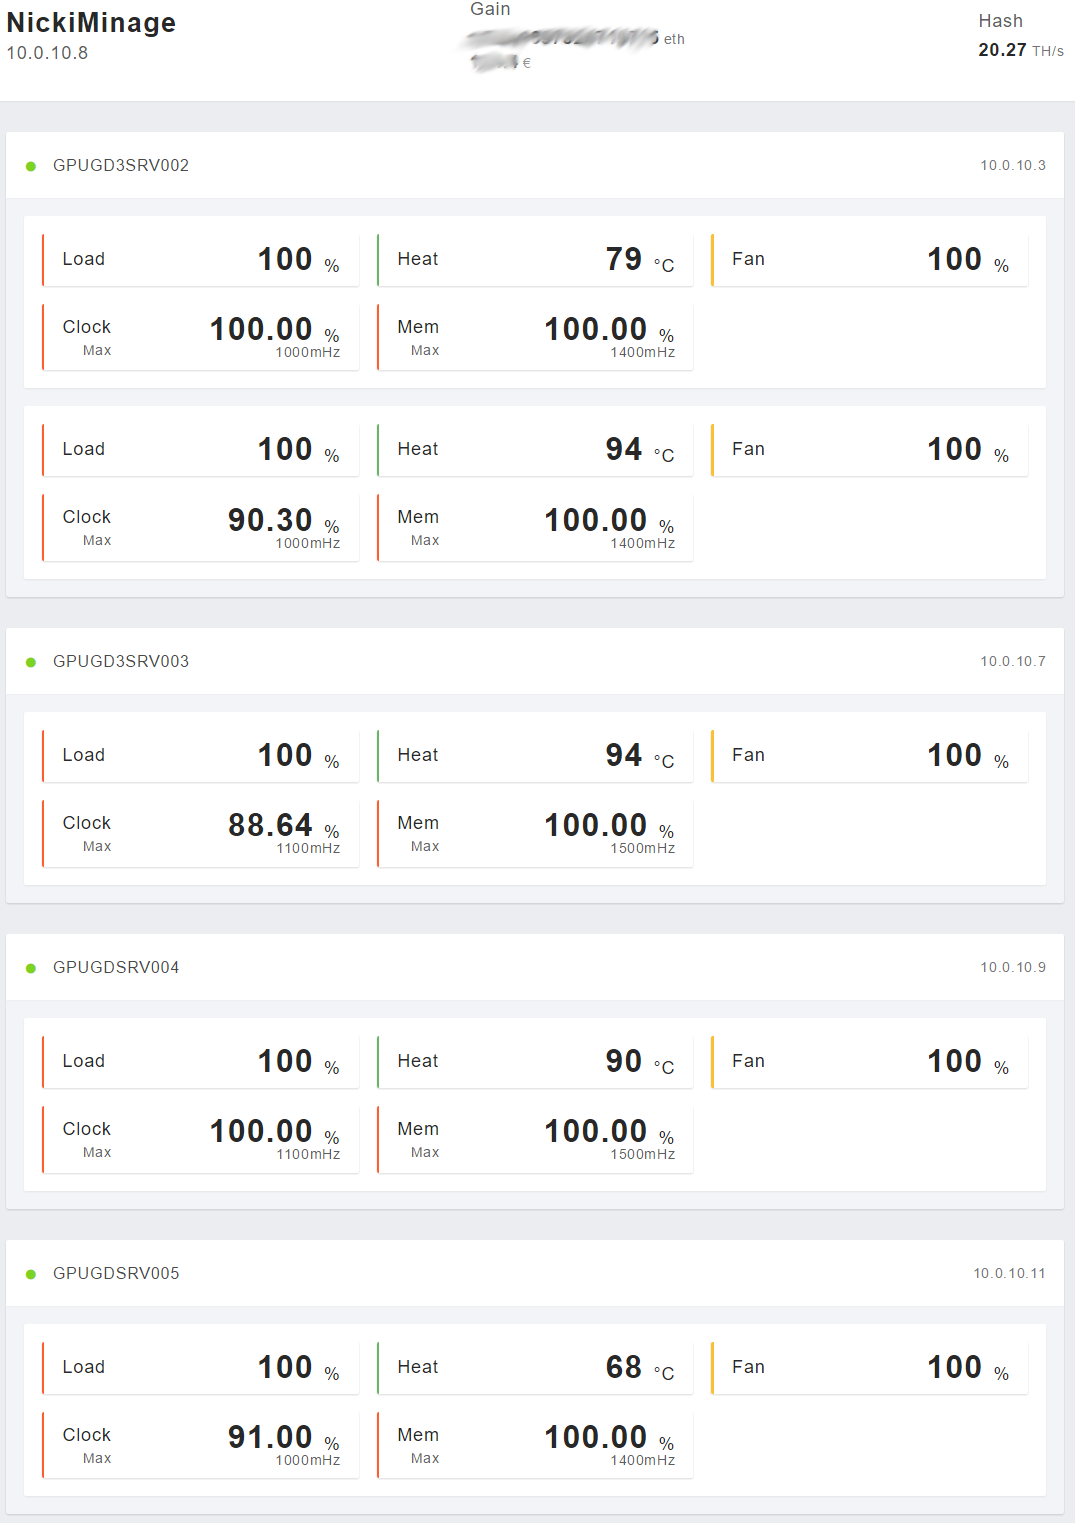 NickiMinage
10.0.10.8
Gain
eth
€
Hash
20.27 TH/s
GPUGD3SRV002
10.0.10.3
Load 100 %
Heat 79 °C
Fan 100 %
Clock 100.00 %
Max 1000mHz
Mem 100.00 %
Max 1400mHz
Load 100 %
Heat 94 °C
Fan 100 %
Clock 90.30 %
Max 1000mHz
Mem 100.00 %
Max 1400mHz
GPUGD3SRV003
10.0.10.7
Load 100 %
Heat 94 °C
Fan 100 %
Clock 88.64 %
Max 1100mHz
Mem 100.00 %
Max 1500mHz
GPUGDSRV004
10.0.10.9
Load 100 %
Heat 90 °C
Fan 100 %
Clock 100.00 %
Max 1100mHz
Mem 100.00 %
Max 1500mHz
GPUGDSRV005
10.0.10.11
Load 100 %
Heat 68 °C
Fan 100 %
Clock 91.00 %
Max 1000mHz
Mem 100.00 %
Max 1400mHz